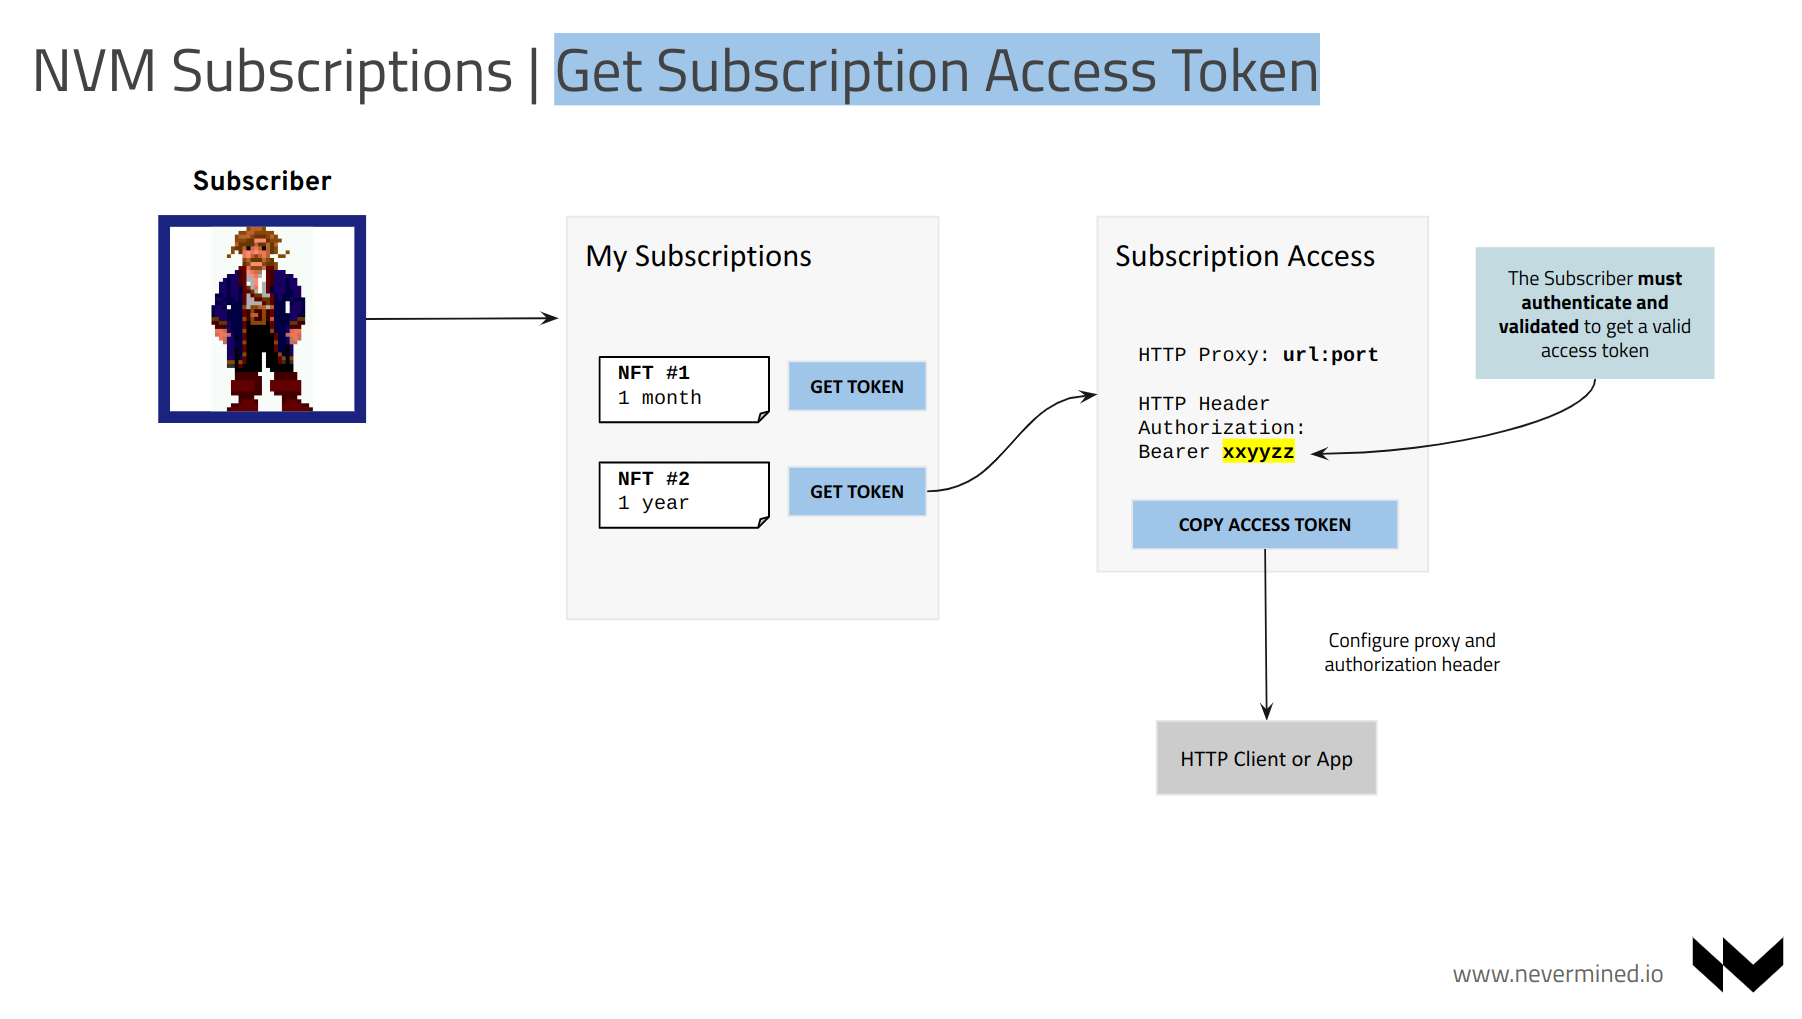 NVM Subscriptions | Get Subscription Access Token
Subscriber
My Subscriptions
NFT #1
1 month
GET TOKEN
NFT #2
1 year
GET TOKEN
Subscription Access
HTTP Proxy: url:port
HTTP Header
Authorization:
Bearer xxyyzz
COPY ACCESS TOKEN
The Subscriber must
authenticate and
validated to get a valid
access token
Configure proxy and
authorization header
HTTP Client or App
www.nevermined.io